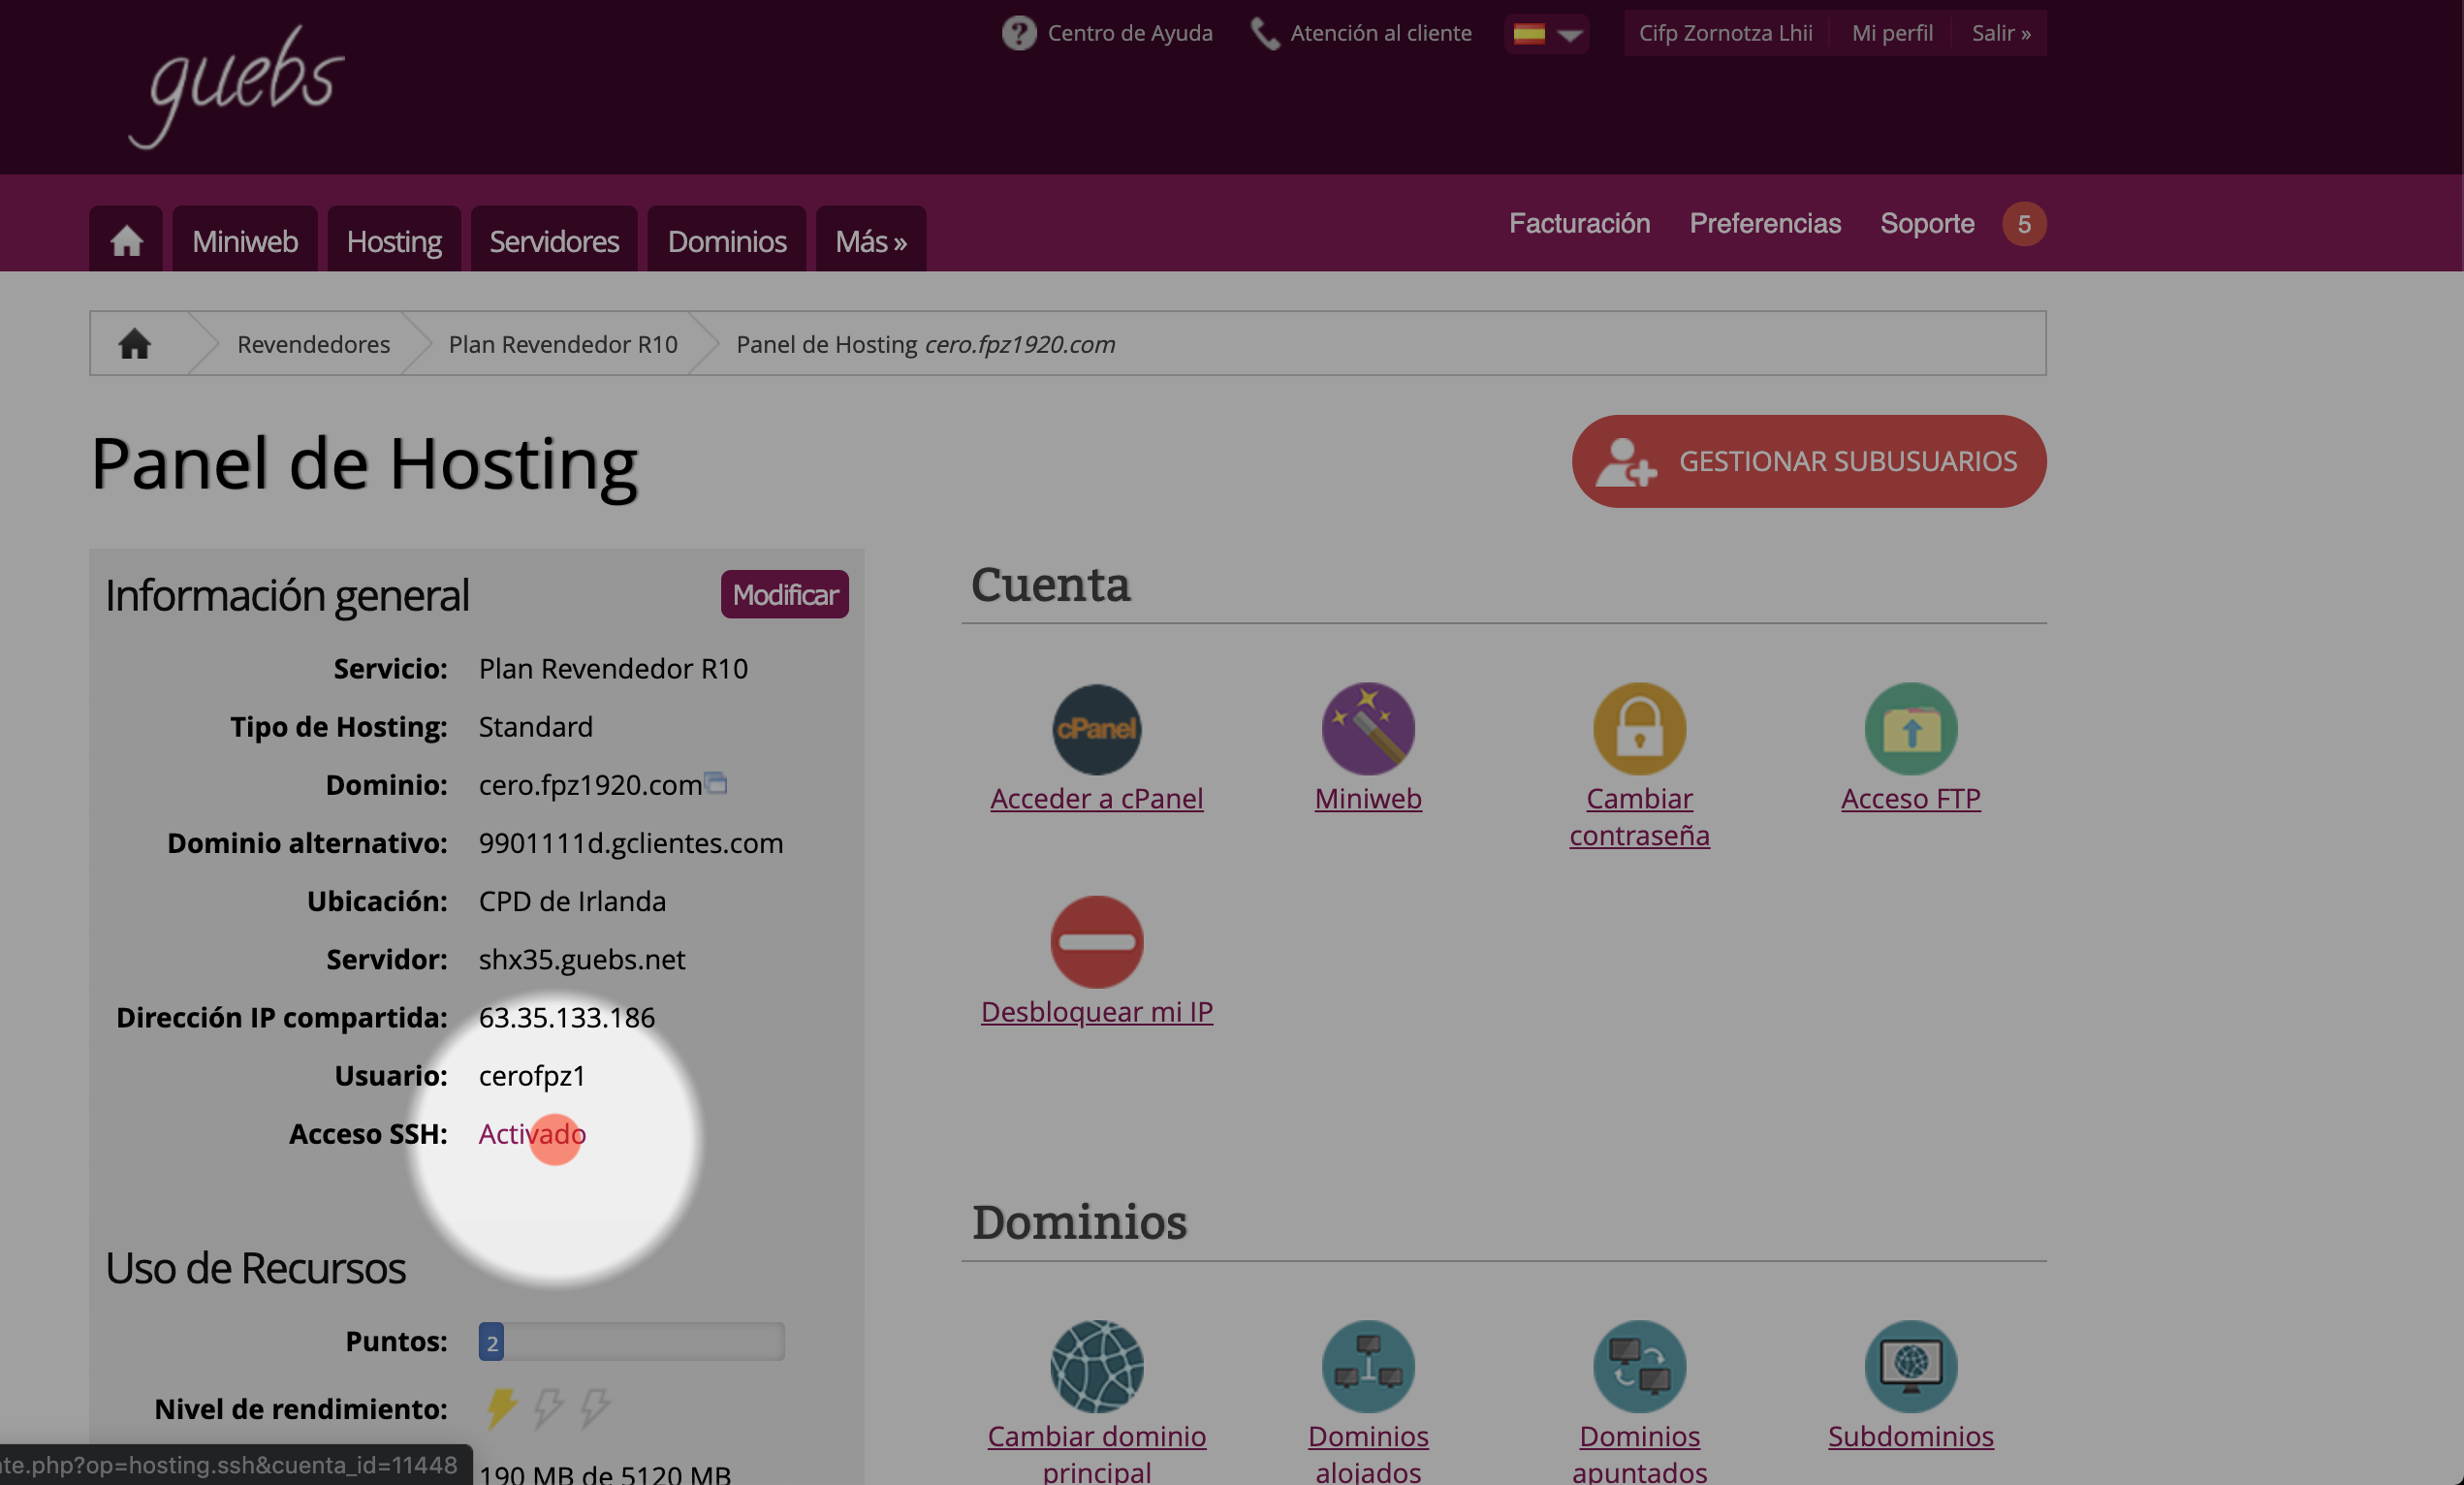 guebs
? Centro de Ayuda Atención al cliente Cifp Zornotza Lhii Mi perfil Salir »
Miniweb Hosting Servidores Dominios Más » Facturación Preferencias Soporte 5
Revendedores Plan Revendedor R10 Panel de Hosting cero.fpz1920.com
Panel de Hosting
GESTIONAR SUBUSUARIOS
Información general Modificar
Servicio: Plan Revendedor R10
Tipo de Hosting: Standard
Dominio: cero.fpz1920.com
Dominio alternativo: 9901111d.gclientes.com
Ubicación: CPD de Irlanda
Servidor: shx35.guebs.net
Dirección IP compartida: 63.35.133.186
Usuario: cerofpz1
Acceso SSH: Activado
Uso de Recursos
Puntos: 2
Nivel de rendimiento:
190 MB de 5120 MB
Cuenta
cPanel
Acceder a cPanel
Miniweb
Cambiar
contraseña
Acceso FTP
Desbloquear mi IP
Dominios
Cambiar dominio
principal
Dominios
alojados
Dominios
apuntados
Subdominios
te.php?op=hosting.ssh&cuenta_id=11448